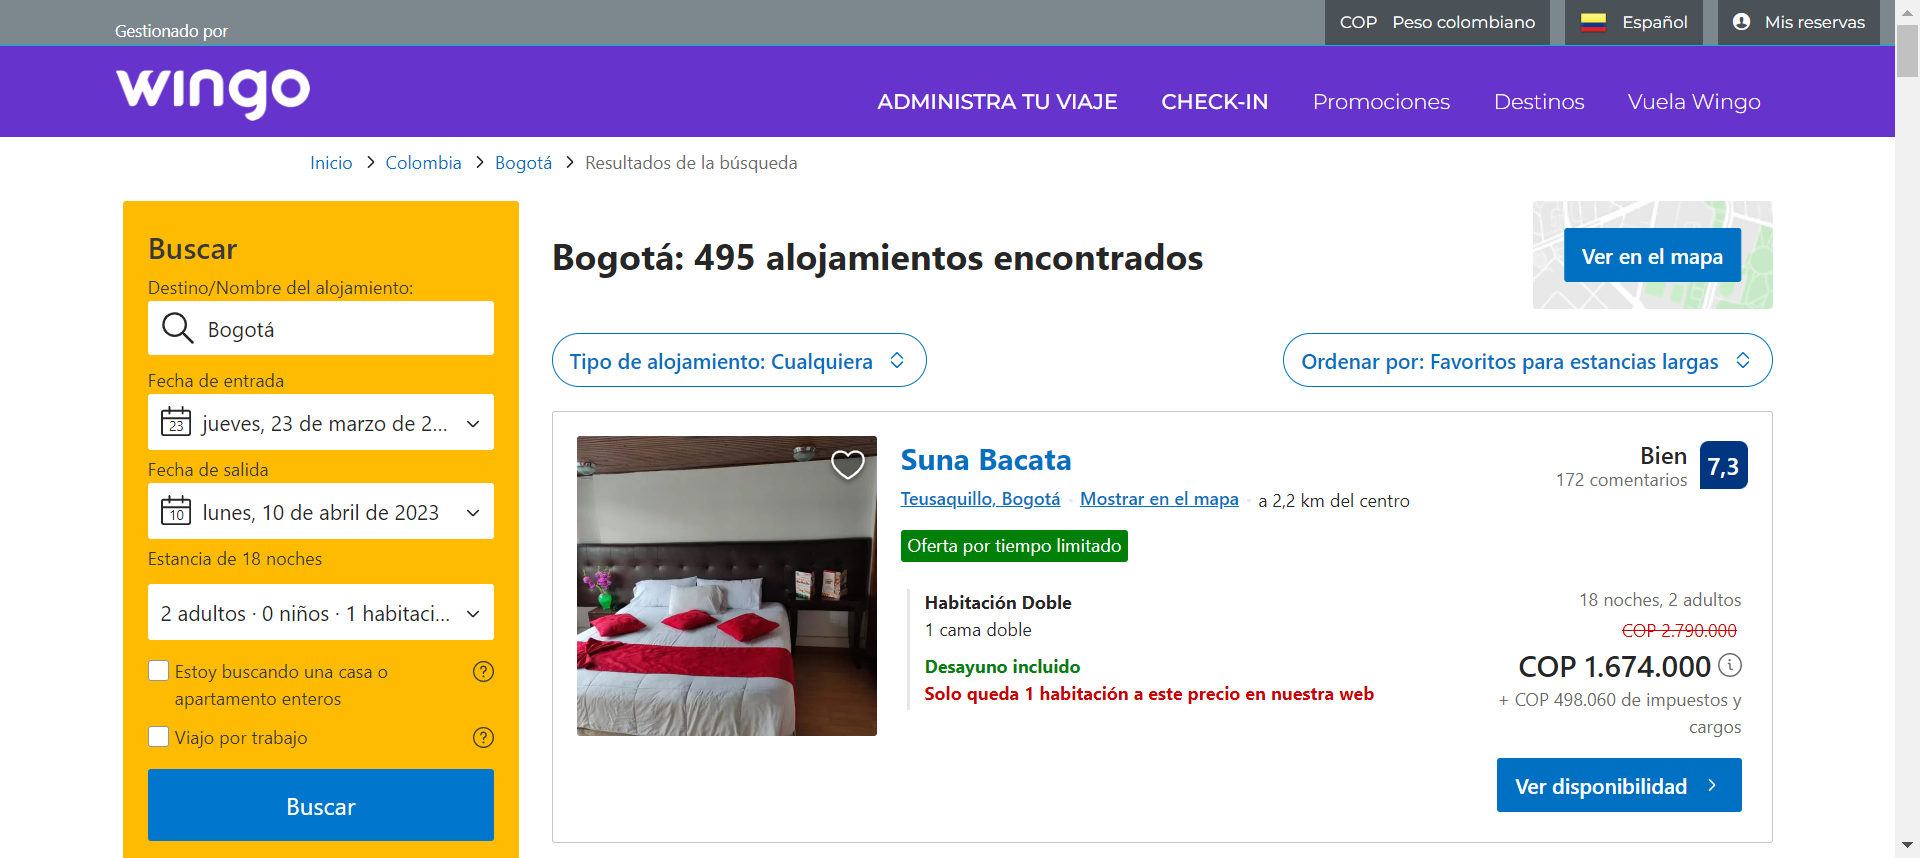 Gestionado por
COP Peso colombiano
Español
Mis reservas
wingo
ADMINISTRA TU VIAJE
CHECK-IN
Promociones
Destinos
Vuela Wingo
Inicio > Colombia > Bogotá > Resultados de la búsqueda
Buscar
Destino/Nombre del alojamiento:
Bogotá
Fecha de entrada
23
jueves, 23 de marzo de 2...
Fecha de salida
10
lunes, 10 de abril de 2023
Estancia de 18 noches
2 adultos · 0 niños · 1 habitaci...
Estoy buscando una casa o
apartamento enteros
Viajo por trabajo
Buscar
Bogotá: 495 alojamientos encontrados
Ver en el mapa
Tipo de alojamiento: Cualquiera
Ordenar por: Favoritos para estancias largas
Suna Bacata
Teusaquillo, Bogotá · Mostrar en el mapa · a 2,2 km del centro
Bien
172 comentarios
7,3
Oferta por tiempo limitado
Habitación Doble
1 cama doble
Desayuno incluido
Solo queda 1 habitación a este precio en nuestra web
18 noches, 2 adultos
COP 2.790.000
COP 1.674.000
+ COP 498.060 de impuestos y
cargos
Ver disponibilidad